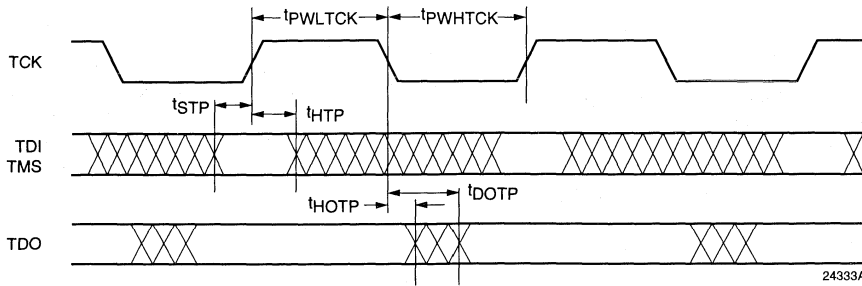 tPWLTCK tPWHTCK
TCK
tSTP tHTP
TDI
TMS
tHOTP tDOTP
TDO
24333A